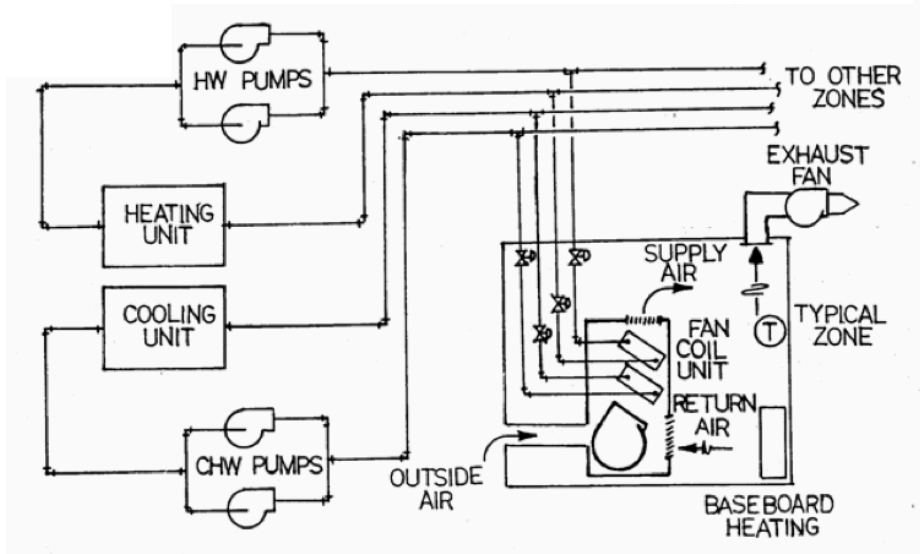 HW PUMPS
TO OTHER
ZONES
EXHAUST
FAN
HEATING
UNIT
SUPPLY
AIR
COOLING
UNIT
FAN
COIL
UNIT
T
TYPICAL
ZONE
RETURN
AIR
CHW PUMPS
OUTSIDE
AIR
BASEBOARD
HEATING